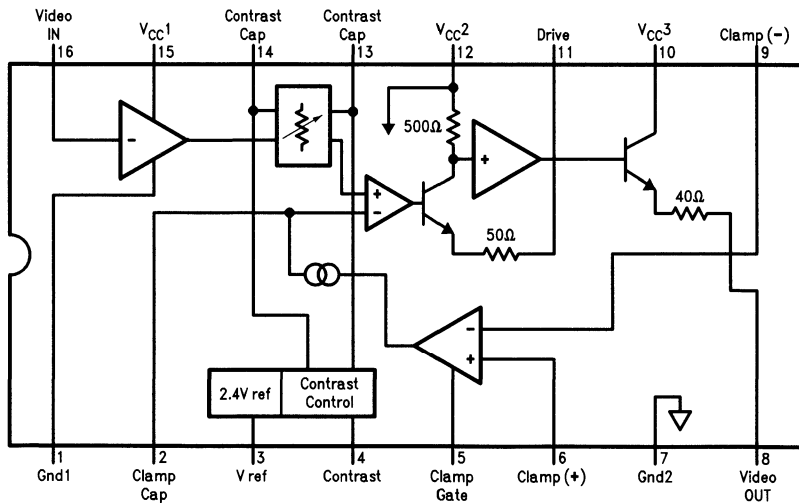 Video IN
16
VCC1
15
Contrast Cap
14
Contrast Cap
13
VCC2
12
Drive
11
VCC3
10
Clamp (-)
9
-
500Ω
+
+
-
50Ω
40Ω
-
+
2.4V ref
Contrast Control
1
Gnd1
2
Clamp Cap
3
V ref
4
Contrast
5
Clamp Gate
6
Clamp (+)
7
Gnd2
8
Video OUT